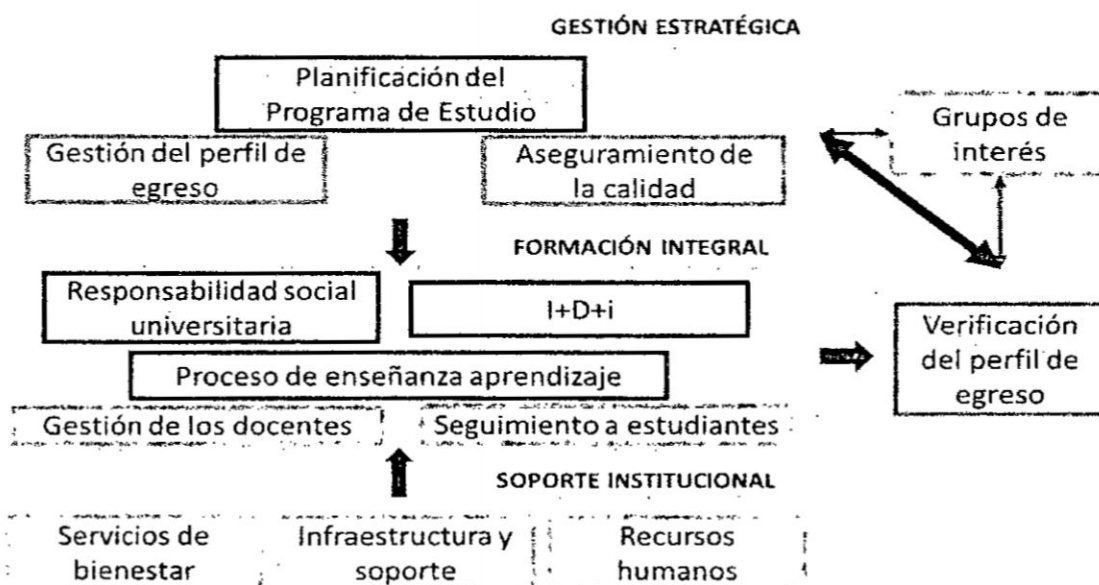 GESTIÓN ESTRATÉGICA
Planificación del
Programa de Estudio
Gestión del perfil de
egreso
Aseguramiento de
la calidad
Grupos de
interés
FORMACIÓN INTEGRAL
Responsabilidad social
universitaria
I+D+i
Proceso de enseñanza aprendizaje
Gestión de los docentes
Seguimiento a estudiantes
Verificación
del perfil de
egreso
SOPORTE INSTITUCIONAL
Servicios de
bienestar
Infraestructura y
soporte
Recursos
humanos